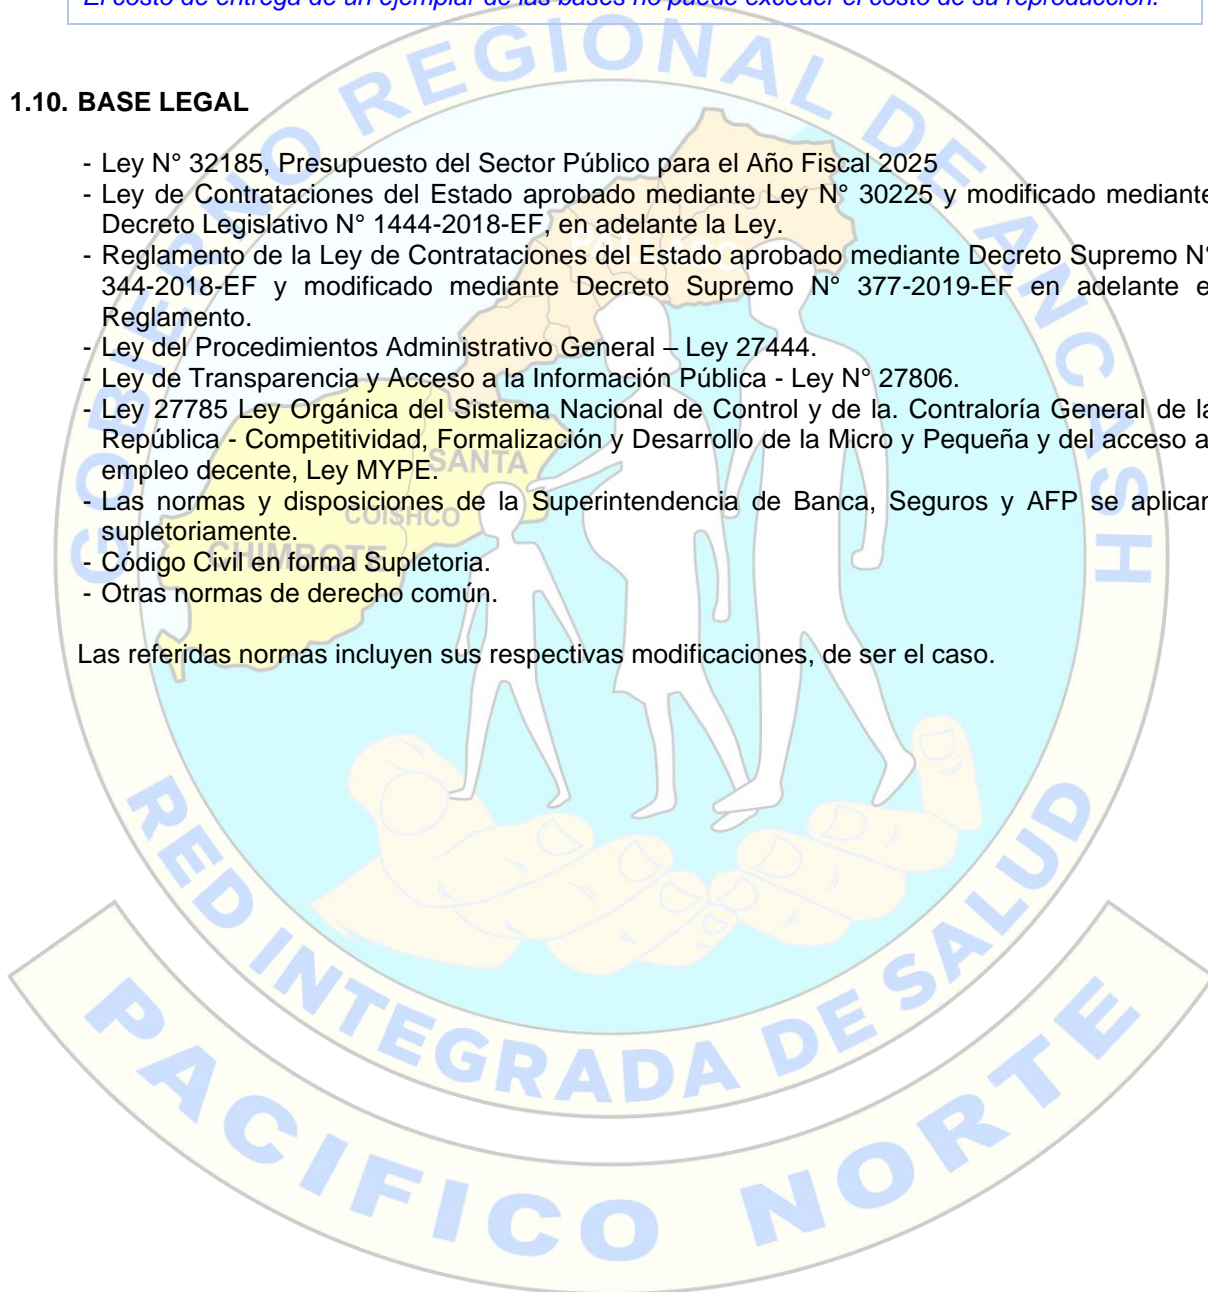 El costo de entrega de un ejemplar de las bases no puede exceder el costo de su reproducción.
1.10. BASE LEGAL
- Ley N° 32185, Presupuesto del Sector Público para el Año Fiscal 2025
- Ley de Contrataciones del Estado aprobado mediante Ley N° 30225 y modificado mediante
Decreto Legislativo N° 1444-2018-EF, en adelante la Ley.
- Reglamento de la Ley de Contrataciones del Estado aprobado mediante Decreto Supremo N°
344-2018-EF y modificado mediante Decreto Supremo N° 377-2019-EF en adelante e
Reglamento.
- Ley del Procedimientos Administrativo General – Ley 27444.
- Ley de Transparencia y Acceso a la Información Pública - Ley N° 27806.
- Ley 27785 Ley Orgánica del Sistema Nacional de Control y de la. Contraloría General de la
República - Competitividad, Formalización y Desarrollo de la Micro y Pequeña y del acceso a
empleo decente, Ley MYPE.
- Las normas y disposiciones de la Superintendencia de Banca, Seguros y AFP se aplican
supletoriamente.
- Código Civil en forma Supletoria.
- Otras normas de derecho común.
Las referidas normas incluyen sus respectivas modificaciones, de ser el caso.
GOBIERNO REGIONAL DE ANCASH
SANTA
COISHCO
CHIMBOTE
RED INTEGRADA DE SALUD
PACIFICO NORTE